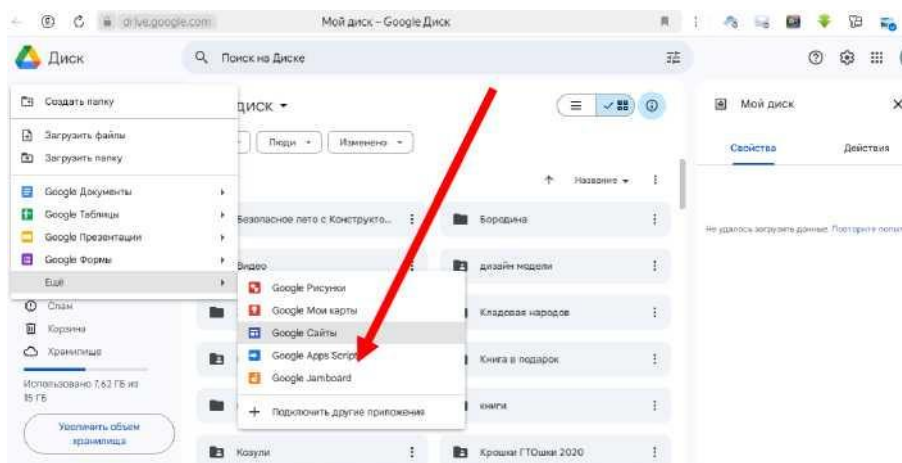 drive.google.com
Мой диск – Google Диск
Диск
Поиск на Диске
Создать папку
Загрузить файлы
Загрузить папку
Google Документы
Google Таблицы
Google Презентации
Google Формы
Ещё
Спам
Корзина
Хранилище
Использовано 7,62 ГБ из
15 ГБ
Увеличить объем
хранилища
Google Рисунки
Google Мои карты
Google Сайты
Google Apps Script
Google Jamboard
Подключить другие приложения
диск
Люди
Изменено
Название
Безопасное лето с Конструкто...
Бородина
Видео
дизайн модели
Кладовая народов
Книга в подарок
книги
Козули
Крошки ГТОшки 2020
Мой диск
Свойства
Действия
Не удалось загрузить данные. Повторите